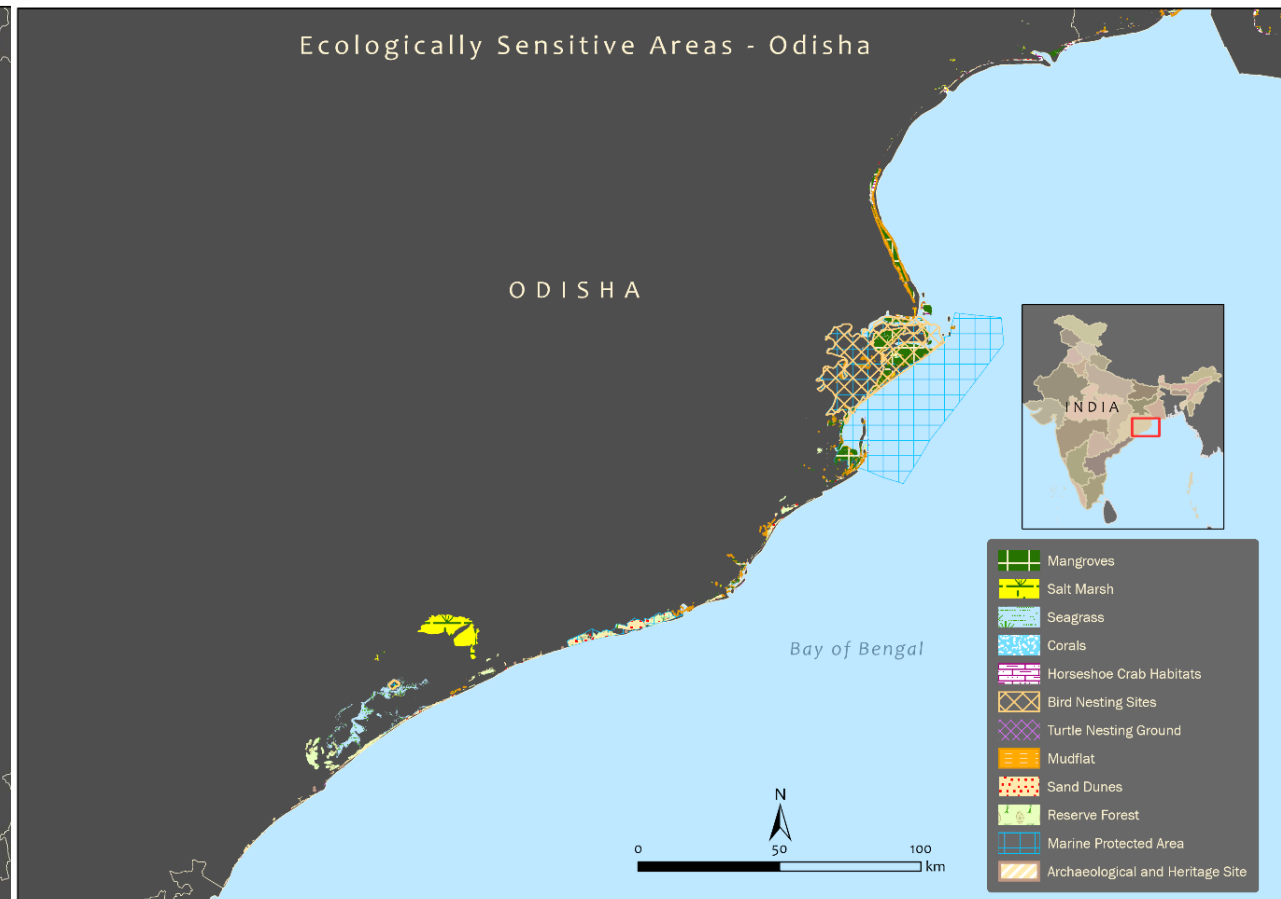 Ecologically Sensitive Areas - Odisha
ODISHA
INDIA
Bay of Bengal
N
0 50 100
km
Mangroves
Salt Marsh
Seagrass
Corals
Horseshoe Crab Habitats
Bird Nesting Sites
Turtle Nesting Ground
Mudflat
Sand Dunes
Reserve Forest
Marine Protected Area
Archaeological and Heritage Site